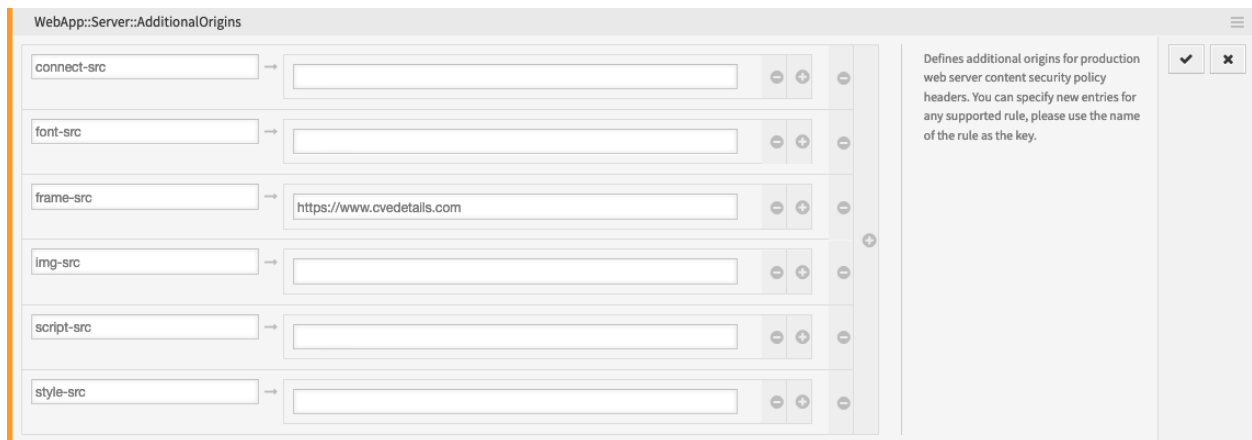 WebApp::Server::AdditionalOrigins
connect-src
font-src
frame-src
https://www.cvedetails.com
img-src
script-src
style-src
Defines additional origins for production
web server content security policy
headers. You can specify new entries for
any supported rule, please use the name
of the rule as the key.